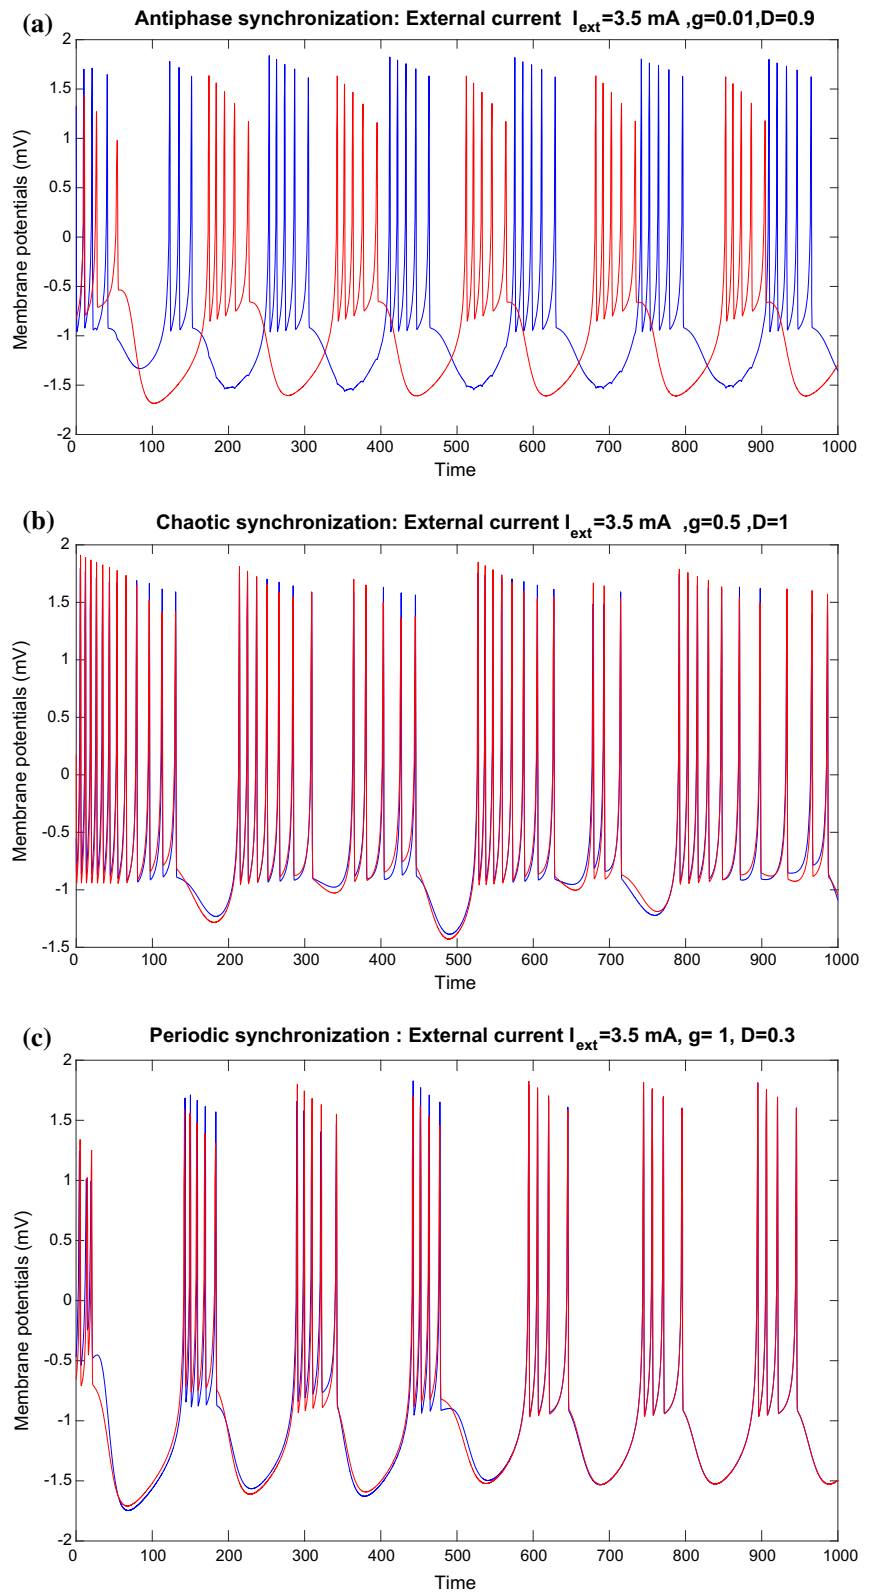 (a)
Antiphase synchronization: External current I_ext=3.5 mA ,g=0.01,D=0.9
Membrane potentials (mV)
2
1.5
1
0.5
0
-0.5
-1
-1.5
-2
0 100 200 300 400 500 600 700 800 900 1000
Time
(b)
Chaotic synchronization: External current I_ext=3.5 mA ,g=0.5 ,D=1
Membrane potentials (mV)
2
1.5
1
0.5
0
-0.5
-1
-1.5
0 100 200 300 400 500 600 700 800 900 1000
Time
(c)
Periodic synchronization : External current I_ext=3.5 mA, g= 1, D=0.3
Membrane potentials (mV)
2
1.5
1
0.5
0
-0.5
-1
-1.5
-2
0 100 200 300 400 500 600 700 800 900 1000
Time